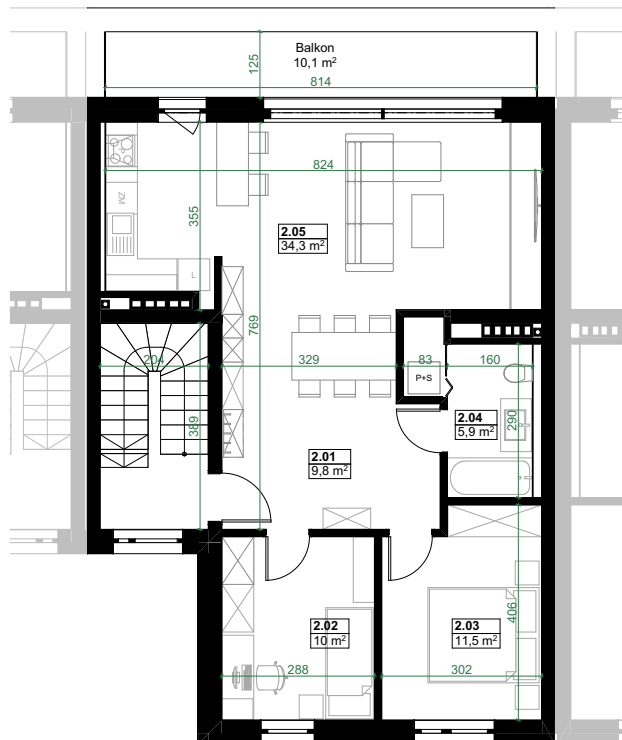 Balkon
10,1 m²
125
814
824
355
ZM
2.05
34,3 m²
L
769
204
329
83
160
P+S
389
2.04
5,9 m²
290
2.01
9,8 m²
2.02
10 m²
2.03
11,5 m²
406
288
302